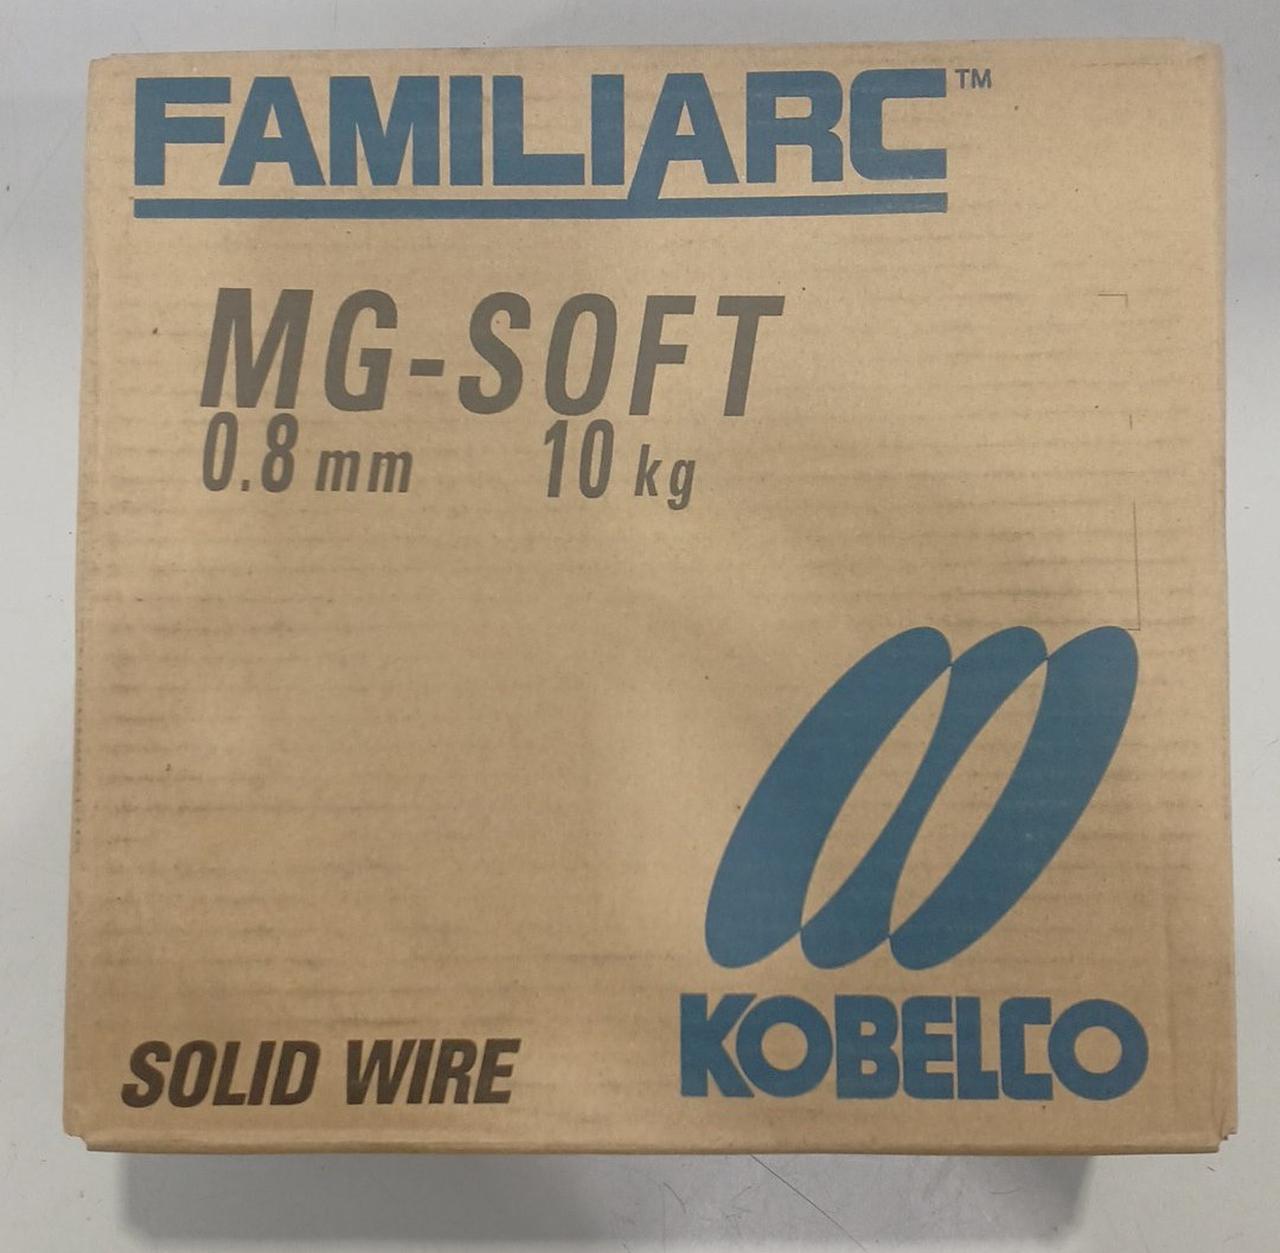 FAMILIARC™
MG-SOFT
0.8 mm 10 kg
KOBELCO
SOLID WIRE